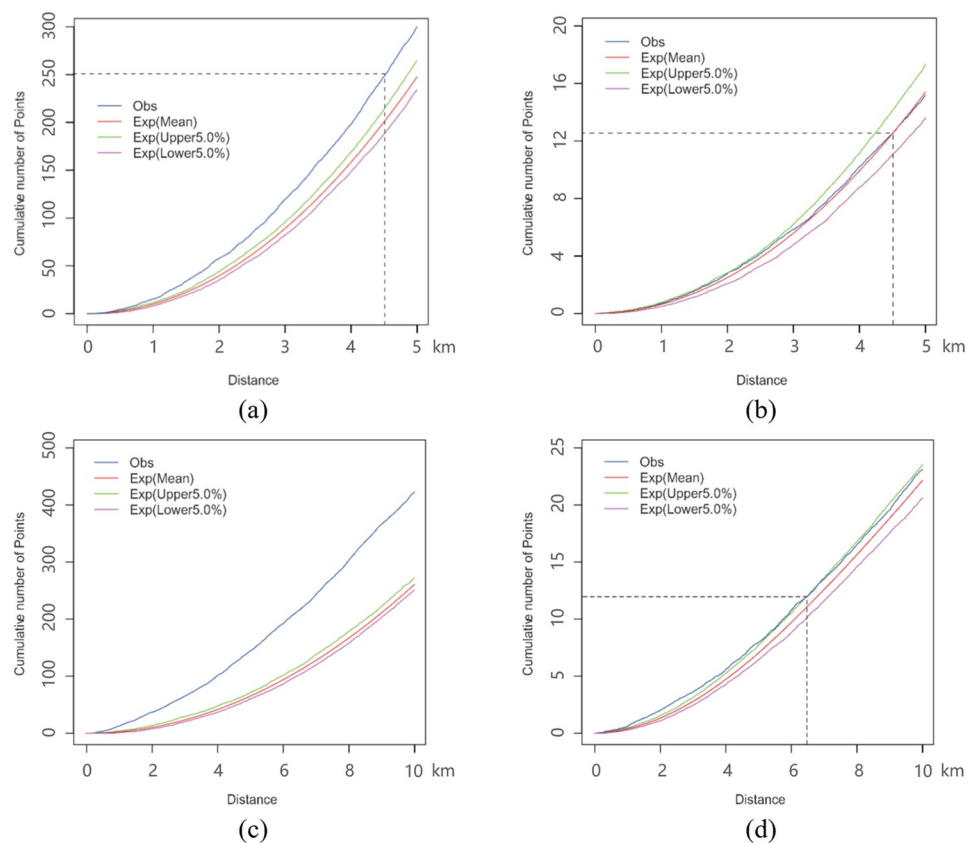 300
250
200
150
100
50
0
Cumulative number of Points
Obs
Exp(Mean)
Exp(Upper5.0%)
Exp(Lower5.0%)
0 1 2 3 4 5 km
Distance
(a)
20
16
12
8
4
0
Cumulative number of Points
Obs
Exp(Mean)
Exp(Upper5.0%)
Exp(Lower5.0%)
0 1 2 3 4 5 km
Distance
(b)
500
400
300
200
100
0
Cumulative number of Points
Obs
Exp(Mean)
Exp(Upper5.0%)
Exp(Lower5.0%)
0 2 4 6 8 10 km
Distance
(c)
25
20
15
10
5
0
Cumulative number of Points
Obs
Exp(Mean)
Exp(Upper5.0%)
Exp(Lower5.0%)
0 2 4 6 8 10 km
Distance
(d)